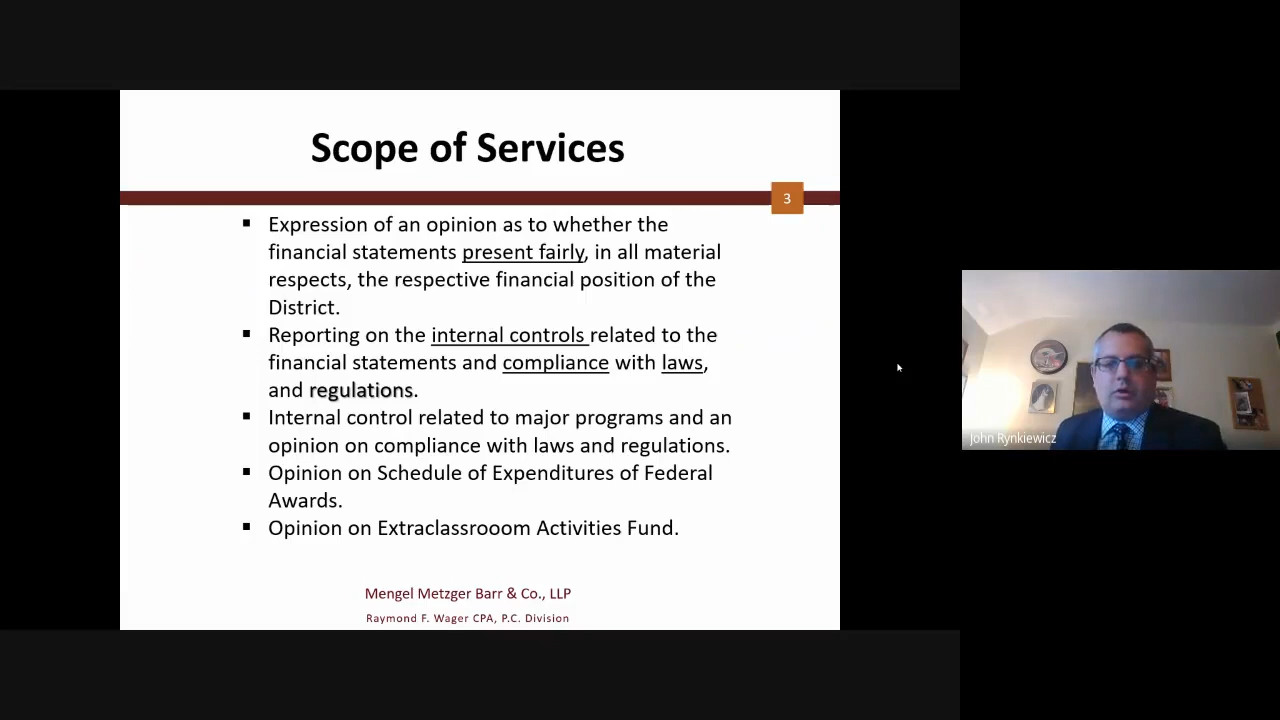 Scope of Services
3
▪ Expression of an opinion as to whether the
financial statements present fairly, in all material
respects, the respective financial position of the
District.
▪ Reporting on the internal controls related to the
financial statements and compliance with laws,
and regulations.
▪ Internal control related to major programs and an
opinion on compliance with laws and regulations.
▪ Opinion on Schedule of Expenditures of Federal
Awards.
▪ Opinion on Extraclassrooom Activities Fund.
Mengel Metzger Barr & Co., LLP
Raymond F. Wager CPA, P.C. Division
John Rynkiewicz